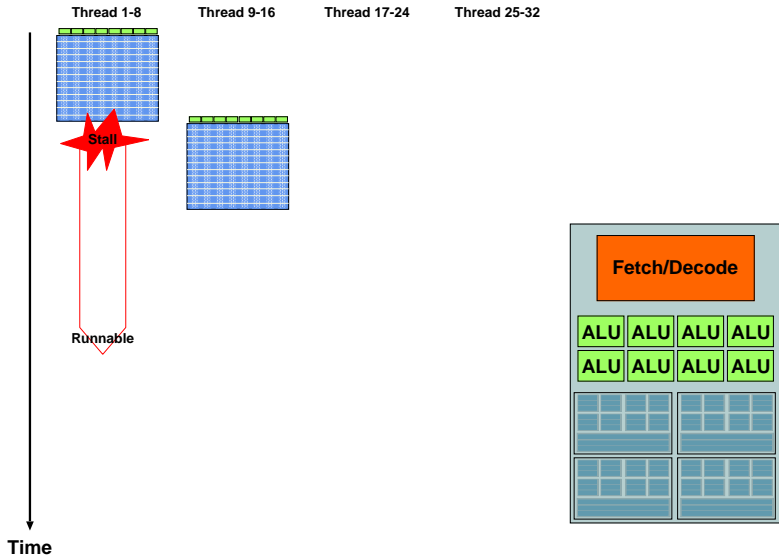 Thread 1-8 Thread 9-16 Thread 17-24 Thread 25-32
Stall
Fetch/Decode
ALU ALU ALU ALU
Runnable
ALU ALU ALU ALU
Time